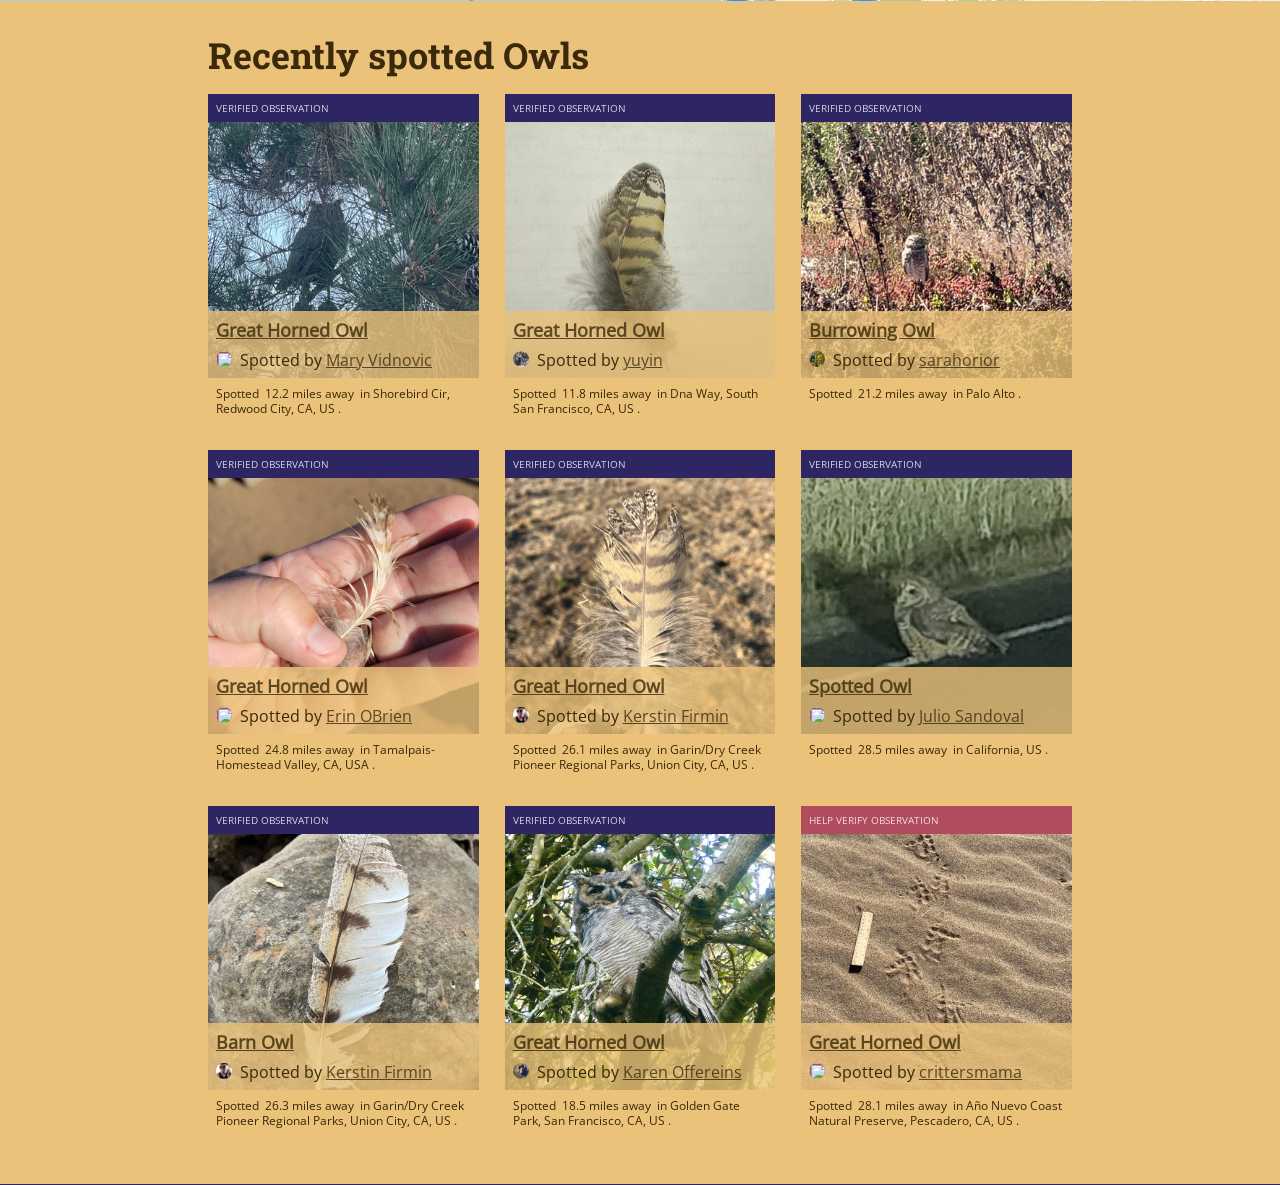 Recently spotted Owls
VERIFIED OBSERVATION
Great Horned Owl
Spotted by Mary Vidnovic
Spotted 12.2 miles away in Shorebird Cir,
Redwood City, CA, US .
VERIFIED OBSERVATION
Great Horned Owl
Spotted by yuyin
Spotted 11.8 miles away in Dna Way, South
San Francisco, CA, US .
VERIFIED OBSERVATION
Burrowing Owl
Spotted by sarahorior
Spotted 21.2 miles away in Palo Alto .
VERIFIED OBSERVATION
Great Horned Owl
Spotted by Erin OBrien
Spotted 24.8 miles away in Tamalpais-
Homestead Valley, CA, USA .
VERIFIED OBSERVATION
Great Horned Owl
Spotted by Kerstin Firmin
Spotted 26.1 miles away in Garin/Dry Creek
Pioneer Regional Parks, Union City, CA, US .
VERIFIED OBSERVATION
Spotted Owl
Spotted by Julio Sandoval
Spotted 28.5 miles away in California, US .
VERIFIED OBSERVATION
Barn Owl
Spotted by Kerstin Firmin
Spotted 26.3 miles away in Garin/Dry Creek
Pioneer Regional Parks, Union City, CA, US .
VERIFIED OBSERVATION
Great Horned Owl
Spotted by Karen Offereins
Spotted 18.5 miles away in Golden Gate
Park, San Francisco, CA, US .
HELP VERIFY OBSERVATION
Great Horned Owl
Spotted by crittersmama
Spotted 28.1 miles away in Año Nuevo Coast
Natural Preserve, Pescadero, CA, US .